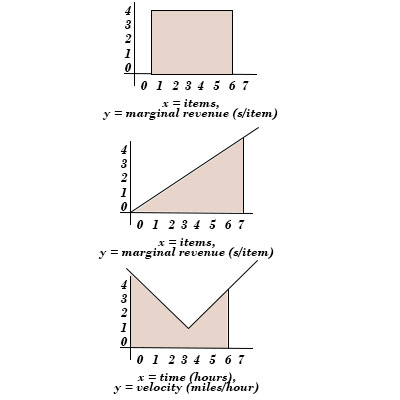 4
3
2
1
0
0 1 2 3 4 5 6 7
x = items,
y = marginal revenue (s/item)
4
3
2
1
0
0 1 2 3 4 5 6 7
x = items,
y = marginal revenue (s/item)
4
3
2
1
0
0 1 2 3 4 5 6 7
x = time (hours),
y = velocity (miles/hour)